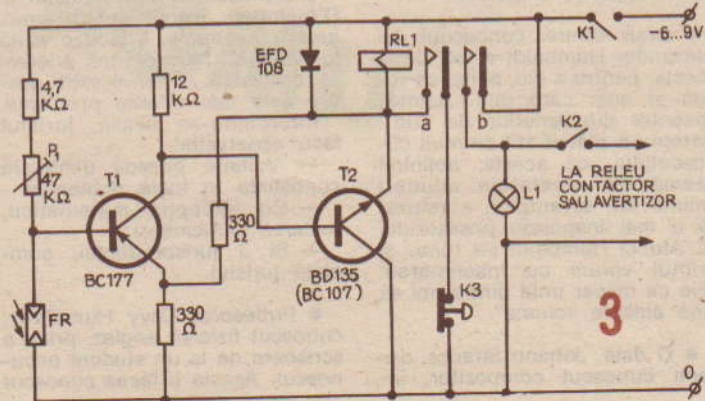 K1
−6...9V
EFD
108
RL1
4,7
KΩ
12
KΩ
a
b
K2
P1
47
KΩ
T1
T2
330
Ω
L1
LA RELEU
CONTACTOR
SAU AVERTIZOR
BC177
BD135
(BC107)
330
Ω
K3
3
FR
0